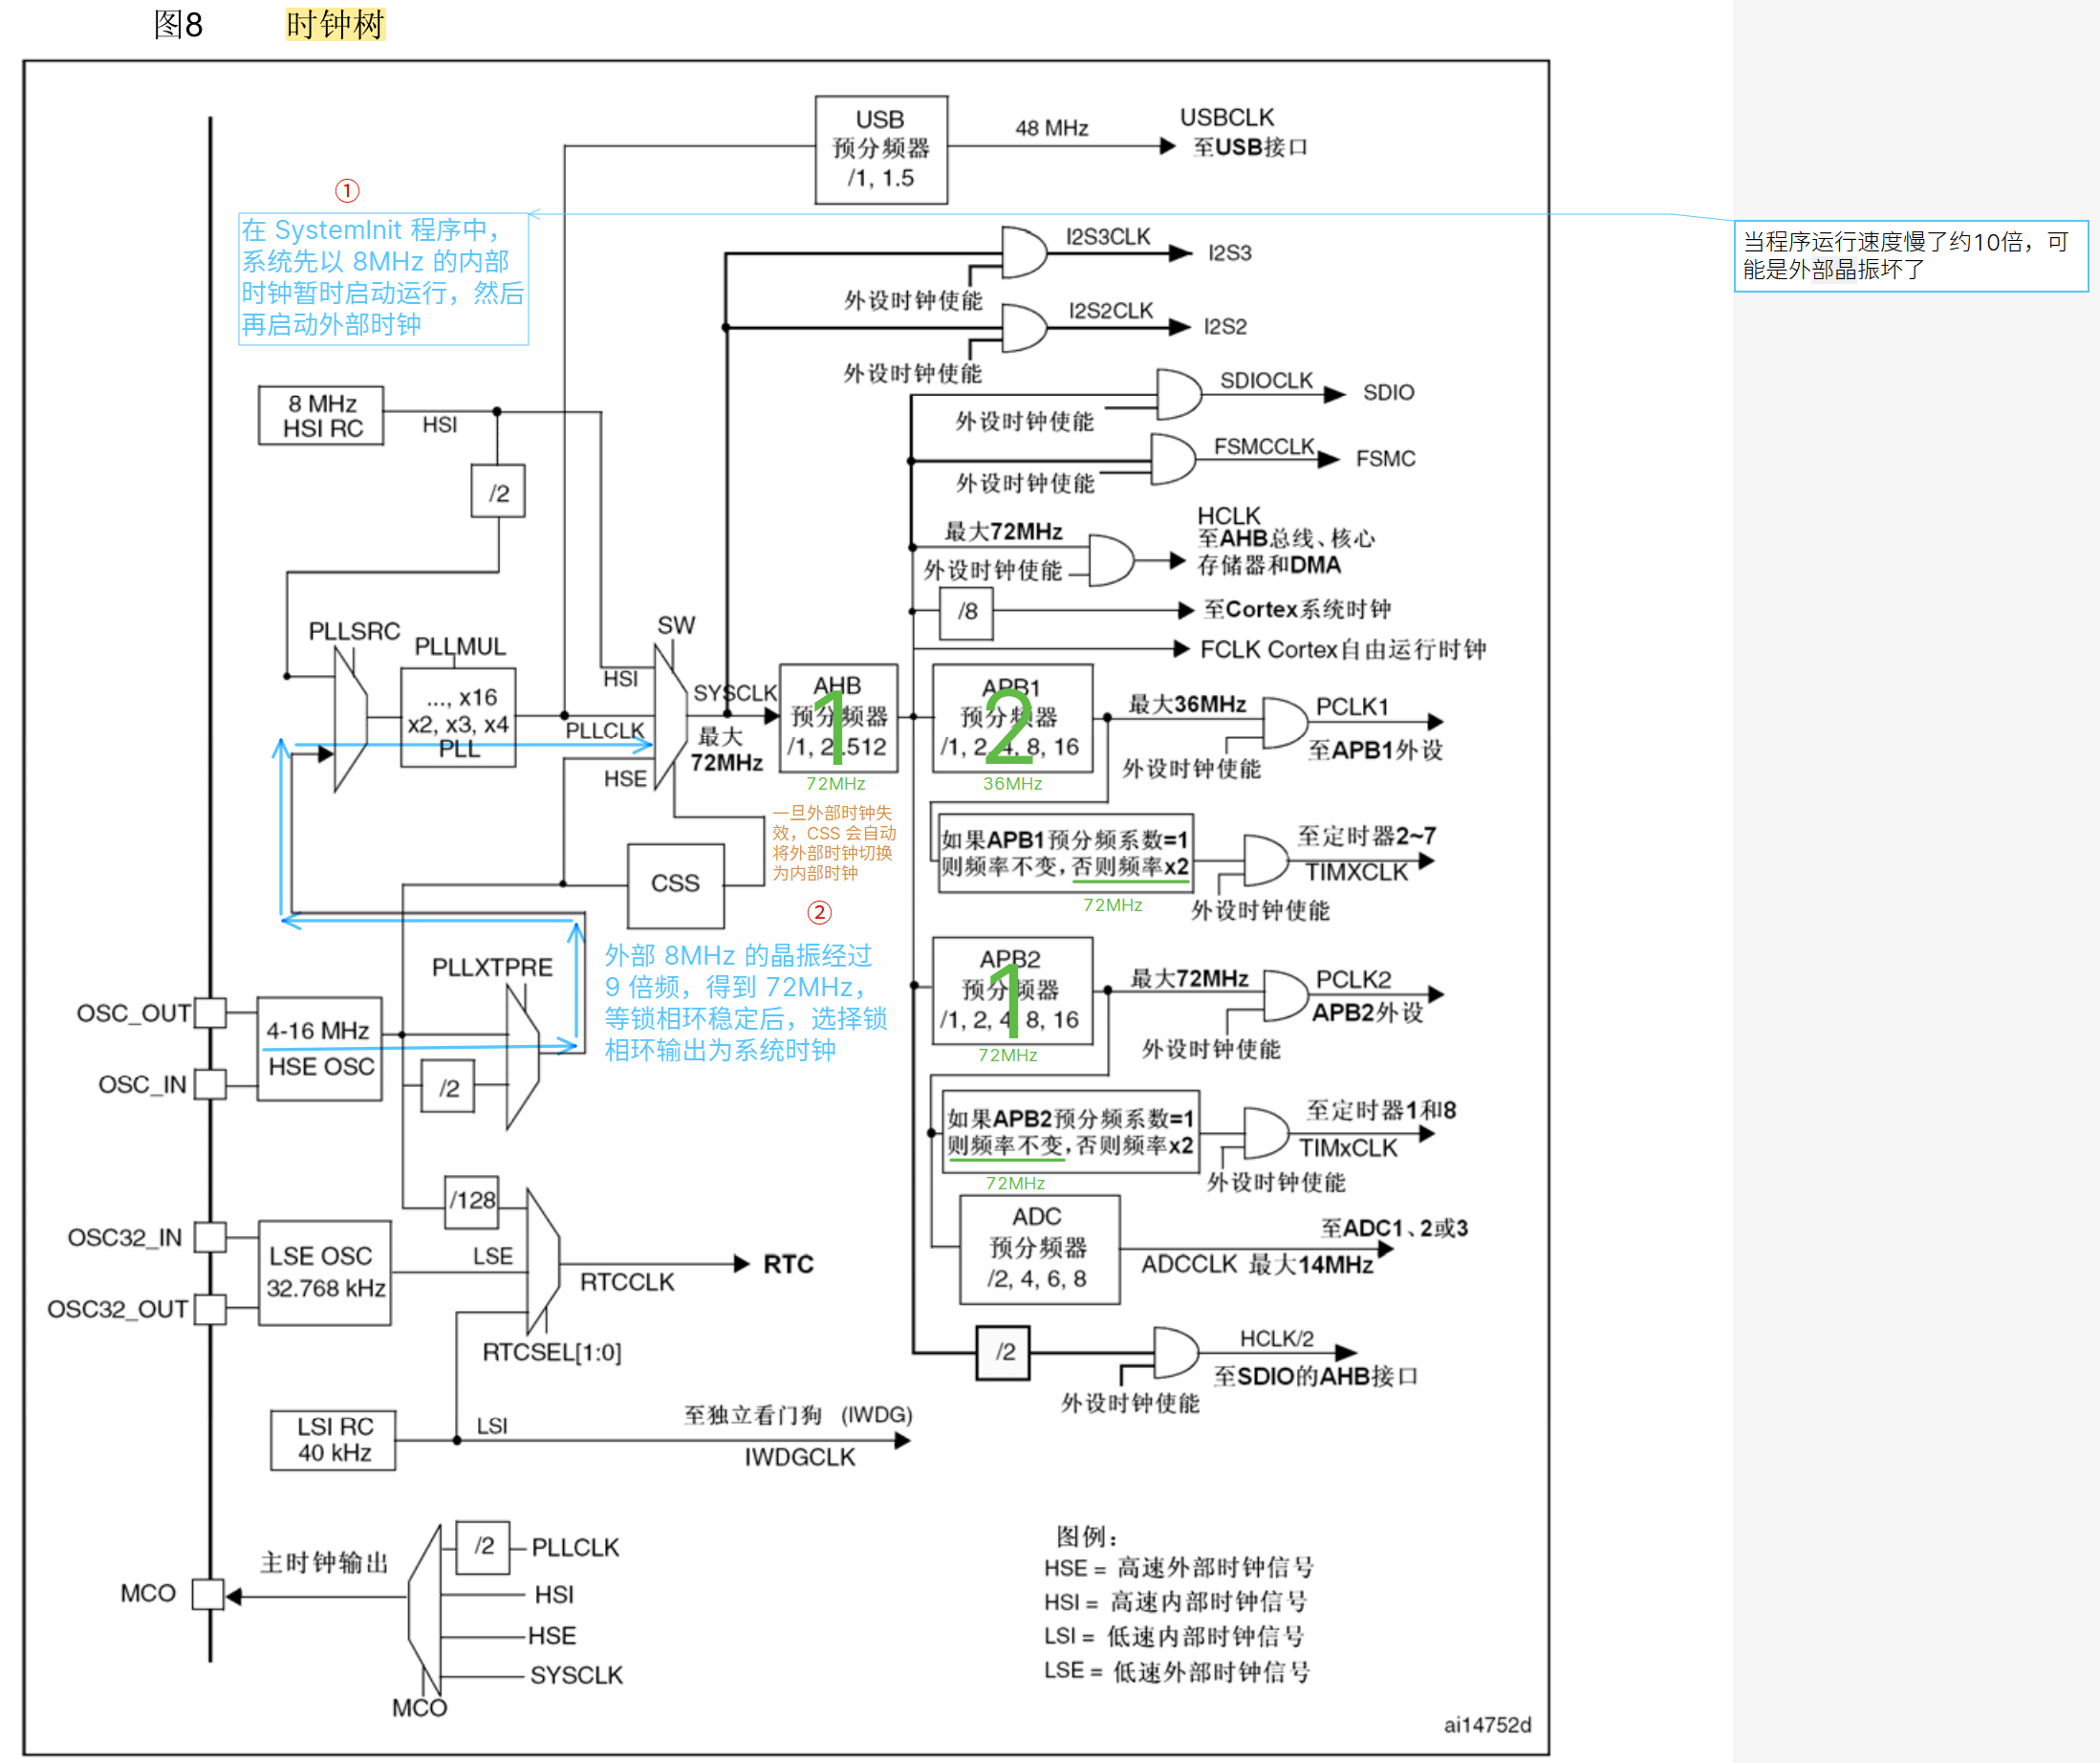 图8 时钟树
USB
预分频器
/1, 1.5
48 MHz
USBCLK
至USB接口
①
在 SystemInit 程序中，
系统先以 8MHz 的内部
时钟暂时启动运行，然后
再启动外部时钟
当程序运行速度慢了约10倍，可
能是外部晶振坏了
I2S3CLK
I2S3
外设时钟使能
I2S2CLK
I2S2
外设时钟使能
8 MHz
HSI RC
HSI
/2
SDIOCLK
SDIO
外设时钟使能
FSMCCLK
FSMC
外设时钟使能
最大72MHz
HCLK
至AHB总线、核心
存储器和DMA
外设时钟使能
/8
至Cortex系统时钟
FCLK Cortex自由运行时钟
PLLSRC
PLLMUL
..., x16
x2, x3, x4
PLL
SW
HSI
PLLCLK
HSE
SYSCLK
最大
72MHz
AHB
预分频器
/1, 2..512
1
72MHz
APB1
预分频器
/1, 2, 4, 8, 16
2
36MHz
最大36MHz
PCLK1
至APB1外设
外设时钟使能
一旦外部时钟失
效，CSS 会自动
将外部时钟切换
为内部时钟
CSS
如果APB1预分频系数=1
则频率不变，否则频率x2
72MHz
至定时器2~7
TIMXCLK
外设时钟使能
②
外部 8MHz 的晶振经过
9 倍频，得到 72MHz，
等锁相环稳定后，选择锁
相环输出为系统时钟
PLLXTPRE
OSC_OUT
OSC_IN
4-16 MHz
HSE OSC
/2
APB2
预分频器
/1, 2, 4, 8, 16
1
72MHz
最大72MHz
PCLK2
APB2外设
外设时钟使能
如果APB2预分频系数=1
则频率不变，否则频率x2
72MHz
至定时器1和8
TIMxCLK
外设时钟使能
/128
OSC32_IN
OSC32_OUT
LSE OSC
32.768 kHz
LSE
RTCCLK
RTC
RTCSEL[1:0]
ADC
预分频器
/2, 4, 6, 8
至ADC1、2或3
ADCCLK 最大14MHz
/2
HCLK/2
至SDIO的AHB接口
外设时钟使能
LSI RC
40 kHz
LSI
至独立看门狗 (IWDG)
IWDGCLK
主时钟输出
MCO
/2
PLLCLK
HSI
HSE
SYSCLK
MCO
图例：
HSE = 高速外部时钟信号
HSI = 高速内部时钟信号
LSI = 低速内部时钟信号
LSE = 低速外部时钟信号
ai14752d